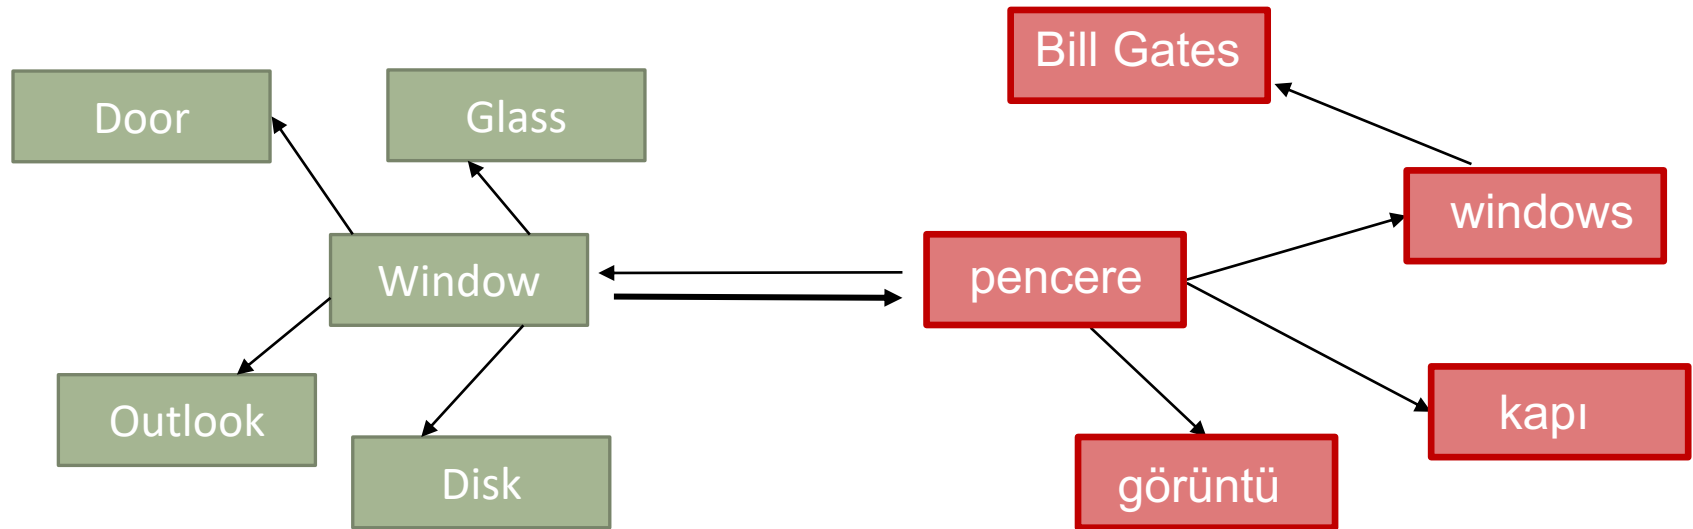 Bill Gates
Door
Glass
windows
Window
pencere
Outlook
kapı
Disk
görüntü